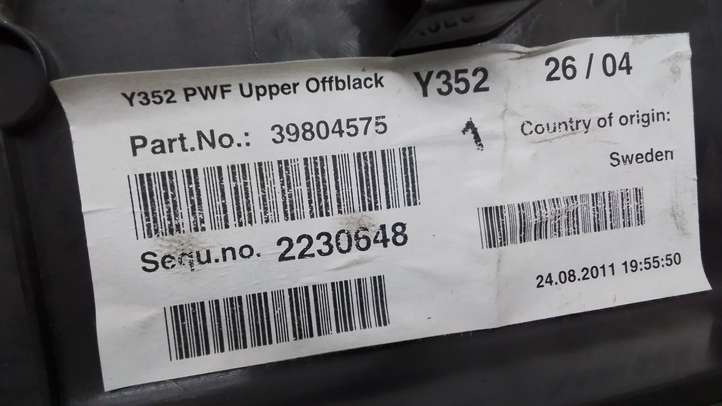 Y352 PWF Upper Offblack
Y352
26 / 04
Part.No.: 39804575
1
Country of origin:
Sweden
Sequ.no. 2230648
24.08.2011 19:55:50